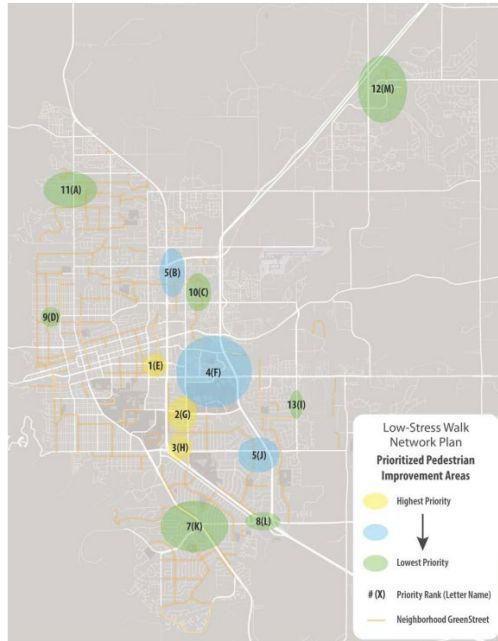 12(M)
11(A)
5(B)
10(C)
9(D)
1(E)
4(F)
13(I)
2(G)
3(H)
5(J)
7(K)
8(L)
Low-Stress Walk
Network Plan
Prioritized Pedestrian
Improvement Areas
Highest Priority
Lowest Priority
# (X) Priority Rank (Letter Name)
Neighborhood GreenStreet